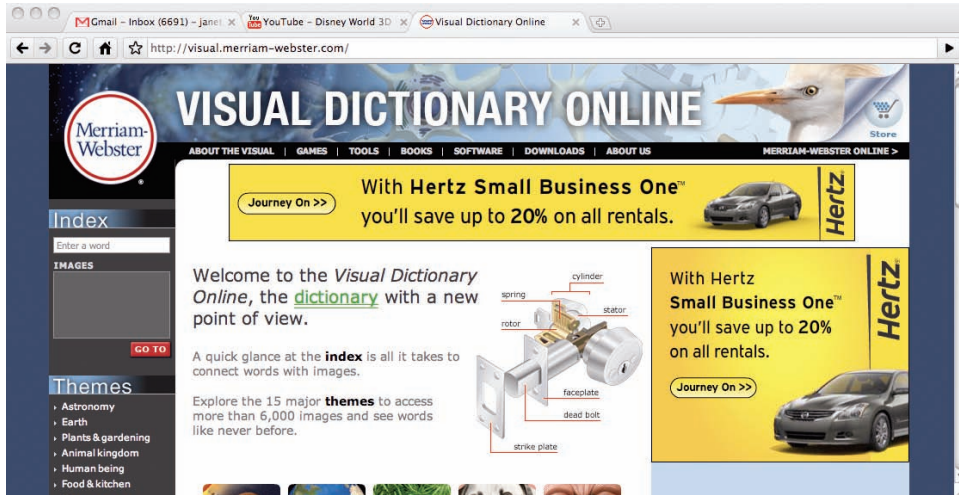 Gmail – Inbox (6691) – janet
YouTube – Disney World 3D
Visual Dictionary Online
http://visual.merriam-webster.com/
Merriam-
Webster
VISUAL DICTIONARY ONLINE
Store
ABOUT THE VISUAL | GAMES | TOOLS | BOOKS | SOFTWARE | DOWNLOADS | ABOUT US
MERRIAM-WEBSTER ONLINE >
Journey On >>
With Hertz Small Business One™
you'll save up to 20% on all rentals.
Hertz
Index
Enter a word
IMAGES
GO TO
Themes
Astronomy
Earth
Plants & gardening
Animal kingdom
Human being
Food & kitchen
Welcome to the Visual Dictionary
Online, the dictionary with a new
point of view.
A quick glance at the index is all it takes to
connect words with images.
Explore the 15 major themes to access
more than 6,000 images and see words
like never before.
cylinder
spring
stator
rotor
faceplate
dead bolt
strike plate
With Hertz
Small Business One™
you'll save up to 20%
on all rentals.
Journey On >>
Hertz